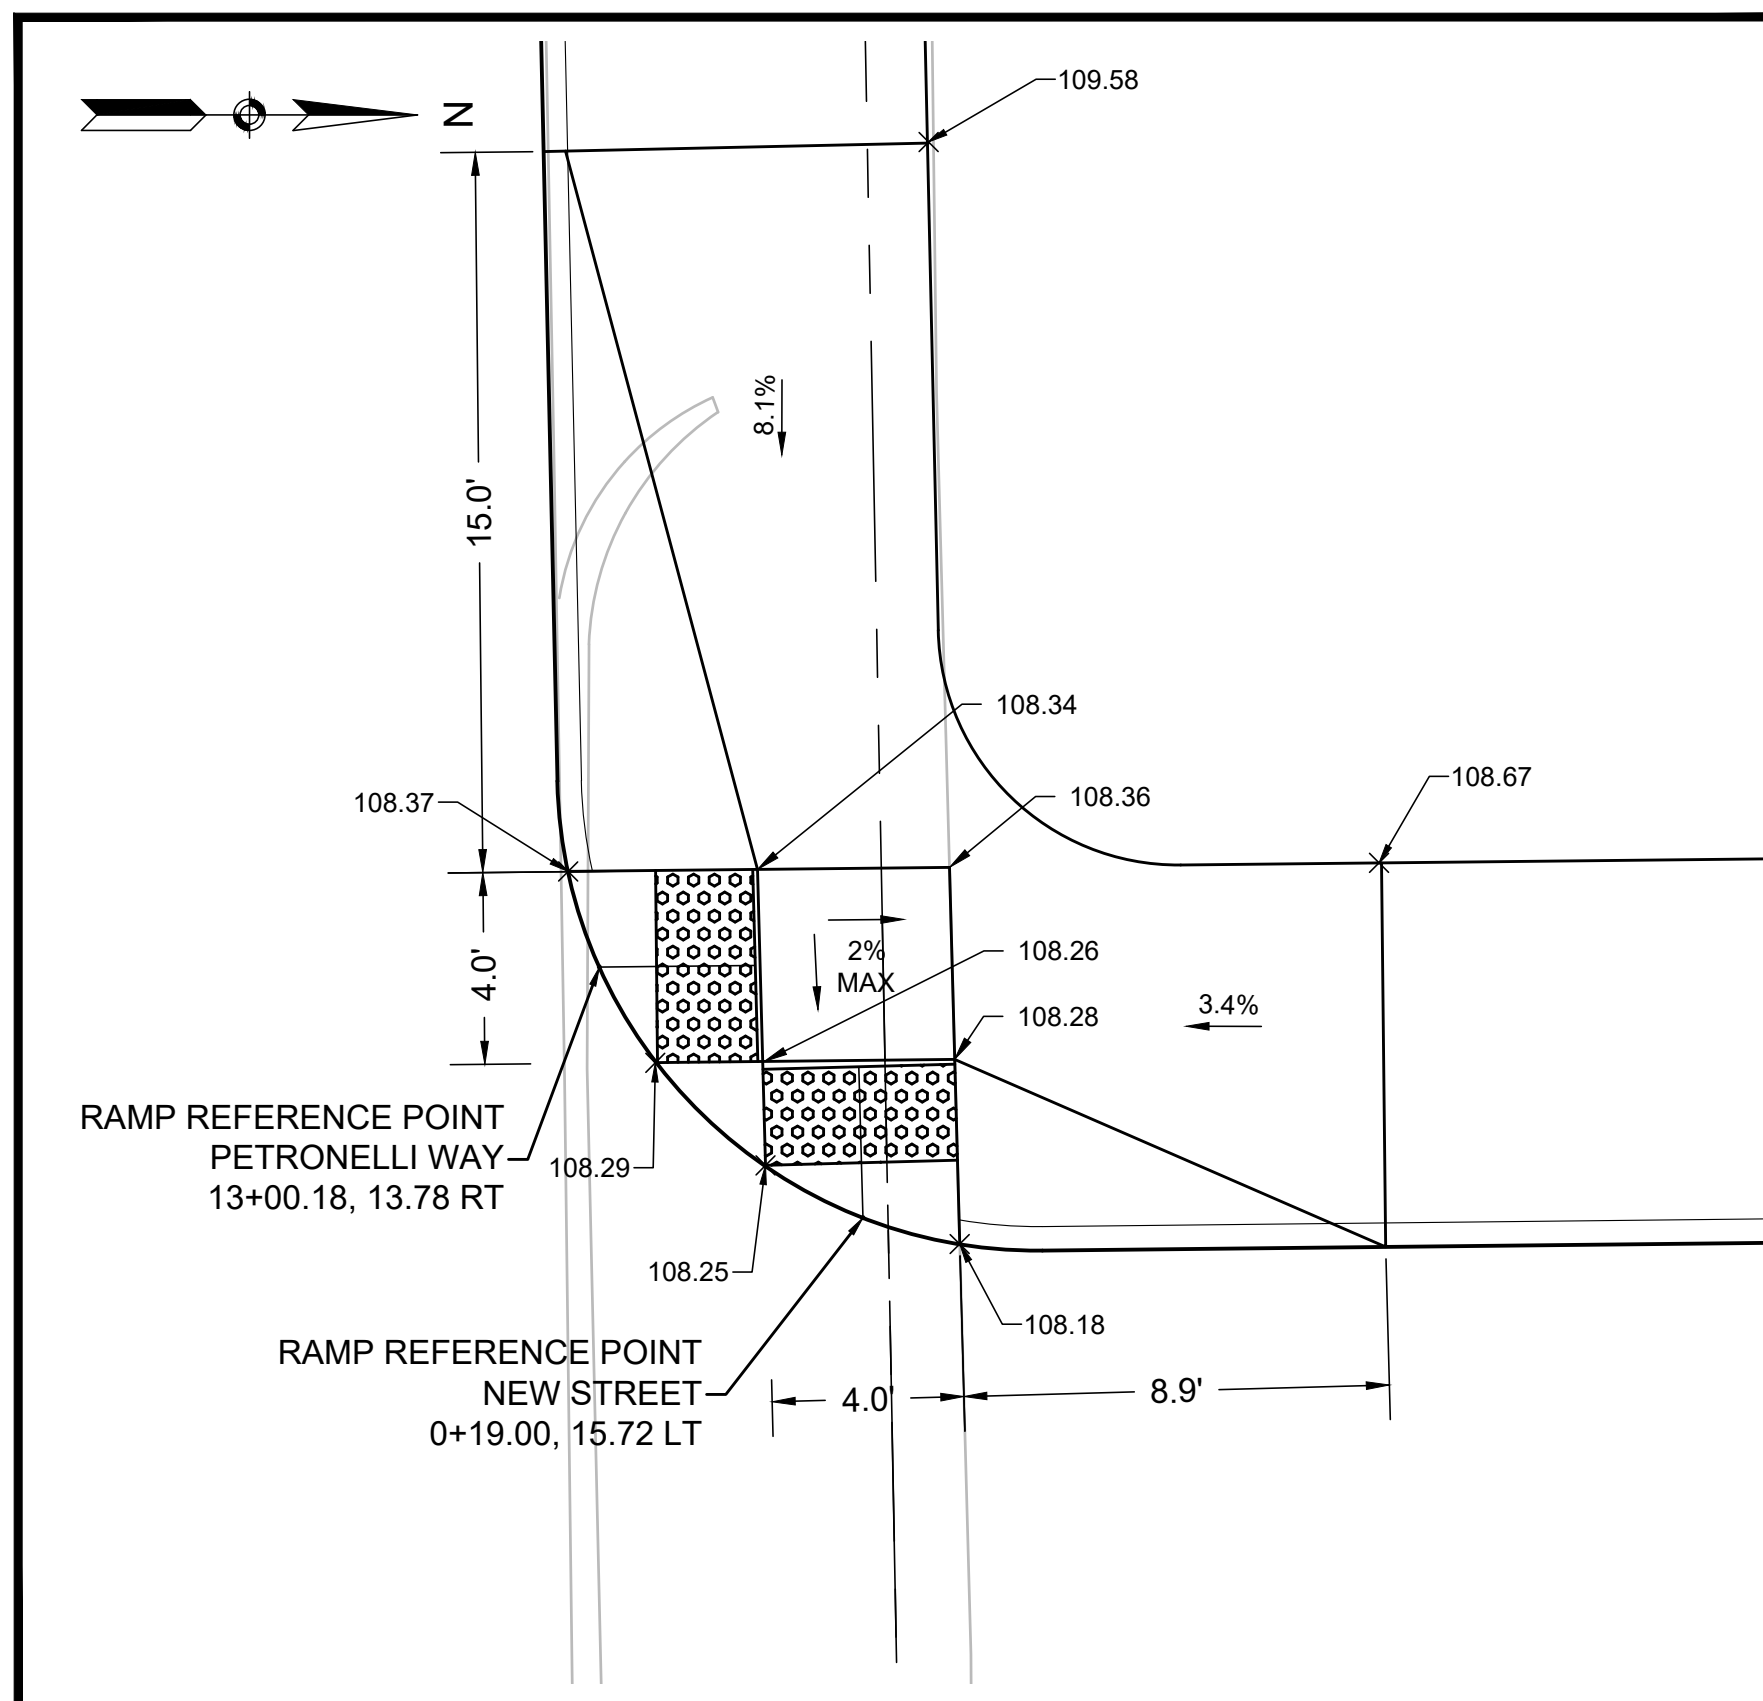 109.58
N
8.1%
15.0'
108.34
108.67
108.37
108.36
2%
MAX
108.26
4.0'
3.4%
108.28
RAMP REFERENCE POINT
PETRONELLI WAY
13+00.18, 13.78 RT
108.29
108.25
108.18
RAMP REFERENCE POINT
NEW STREET
0+19.00, 15.72 LT
4.0'
8.9'